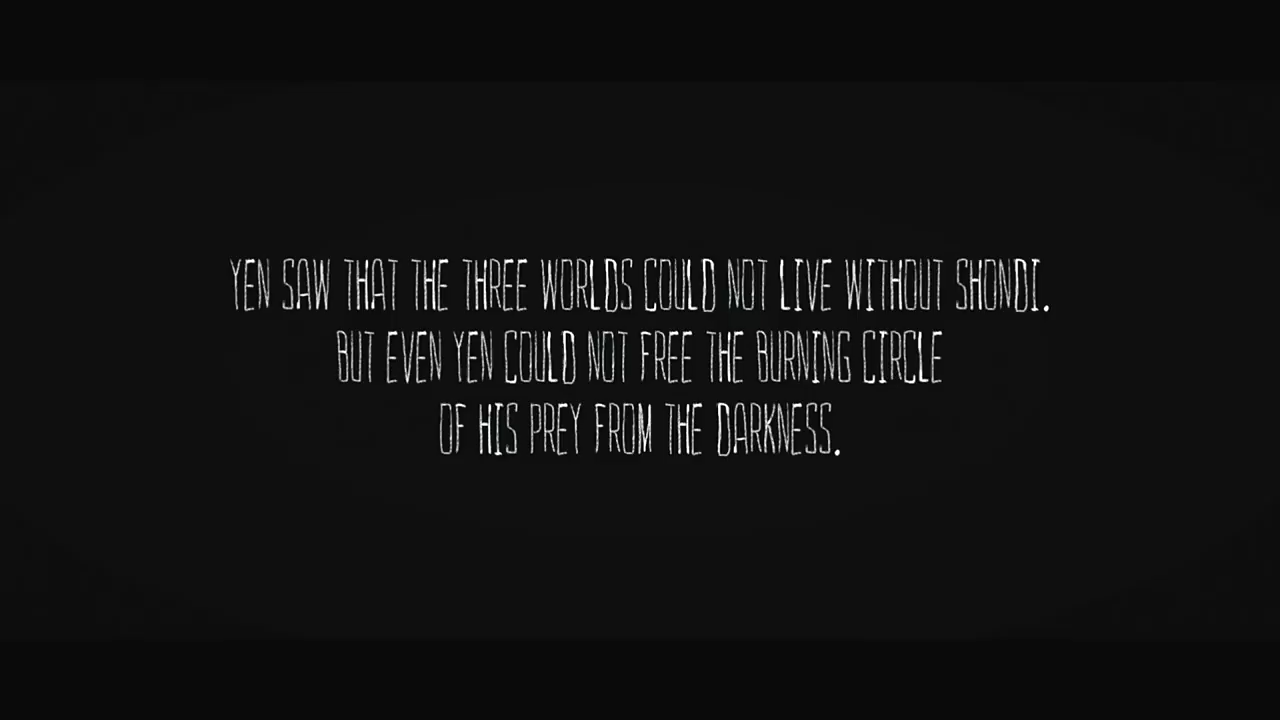 YEN SAW THAT THE THREE WORLDS COULD NOT LIVE WITHOUT SHONDI.
BUT EVEN YEN COULD NOT FREE THE BURNING CIRCLE
OF HIS PREY FROM THE DARKNESS.